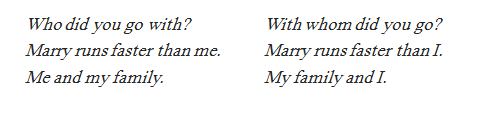 Who did you go with? With whom did you go?
Marry runs faster than me. Marry runs faster than I.
Me and my family. My family and I.